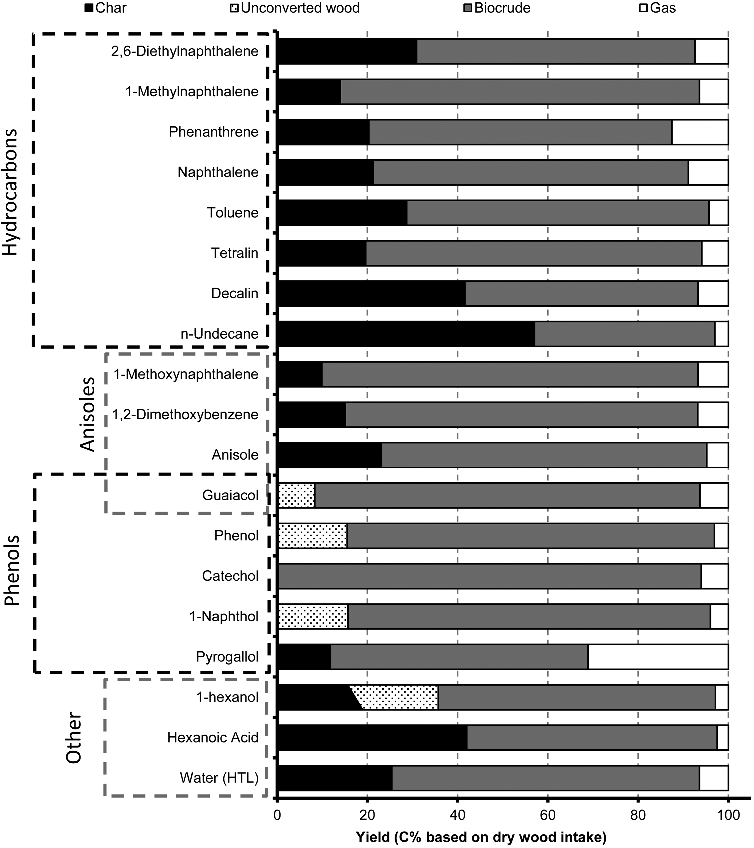 Char Unconverted wood Biocrude Gas
Hydrocarbons
2,6-Diethylnaphthalene
1-Methylnaphthalene
Phenanthrene
Naphthalene
Toluene
Tetralin
Decalin
n-Undecane
Anisoles
1-Methoxynaphthalene
1,2-Dimethoxybenzene
Anisole
Guaiacol
Phenols
Phenol
Catechol
1-Naphthol
Pyrogallol
Other
1-hexanol
Hexanoic Acid
Water (HTL)
0 20 40 60 80 100
Yield (C% based on dry wood intake)